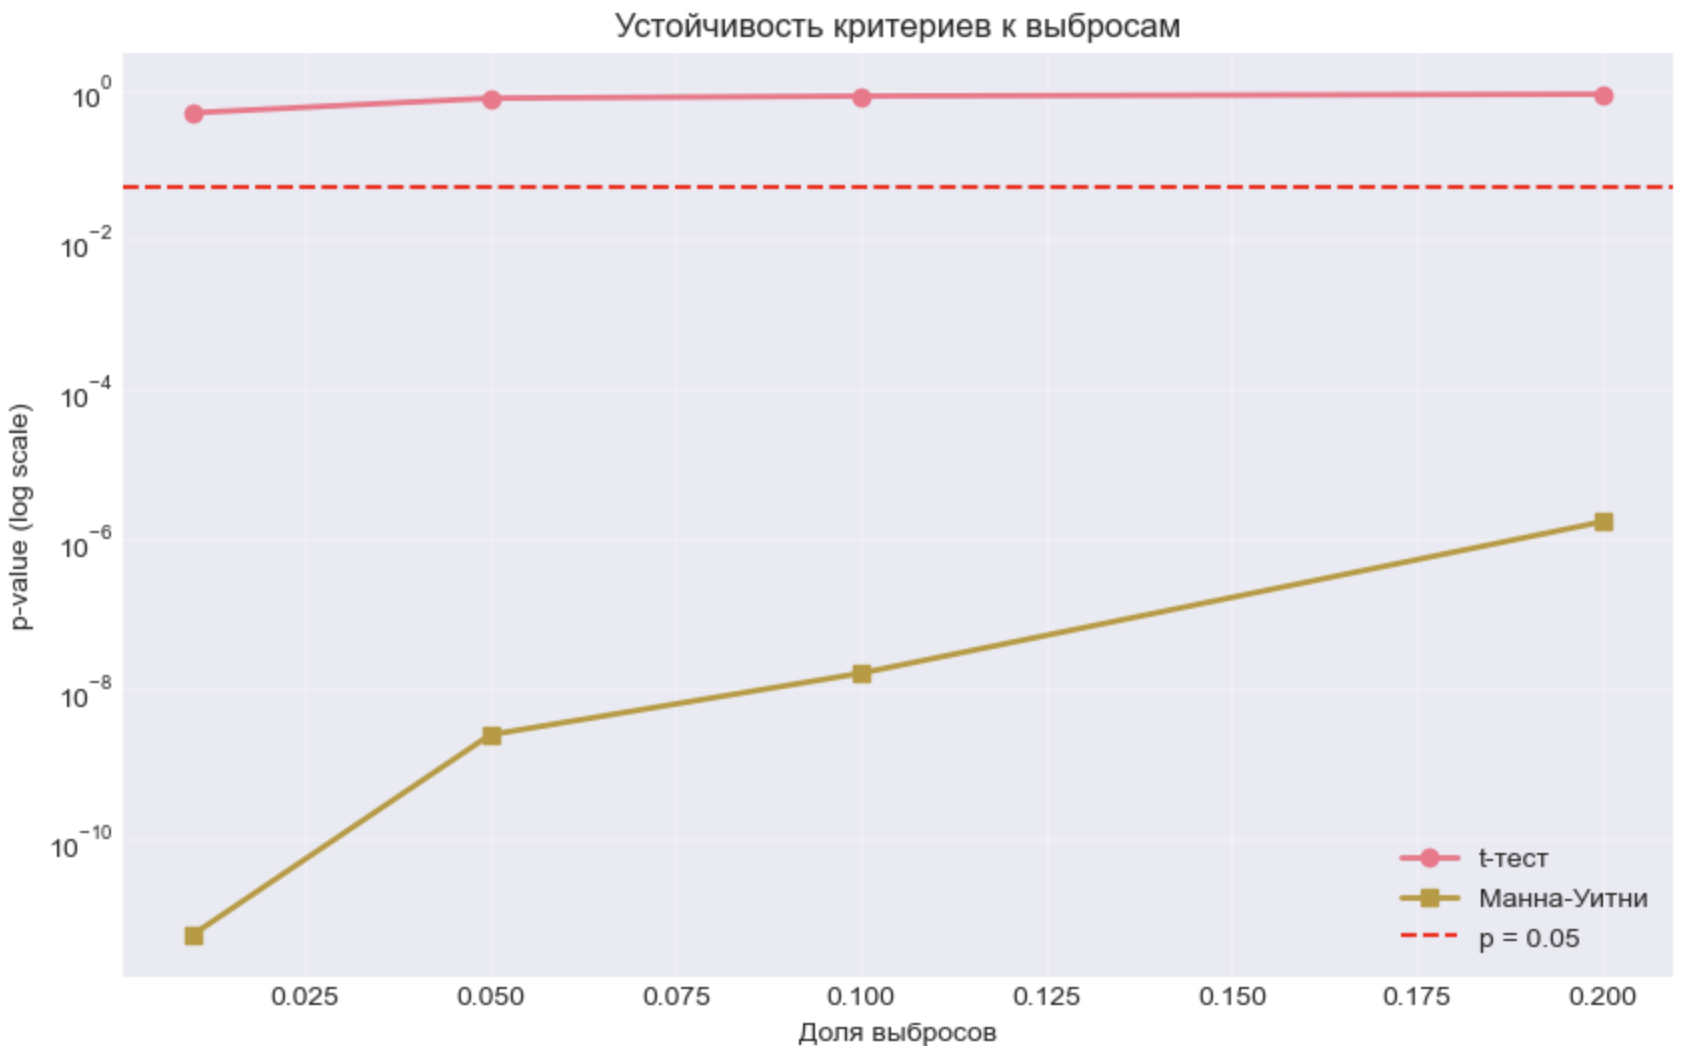 Устойчивость критериев к выбросам
10⁰
10⁻²
10⁻⁴
10⁻⁶
10⁻⁸
10⁻¹⁰
p-value (log scale)
t-тест
Манна-Уитни
p = 0.05
0.025 0.050 0.075 0.100 0.125 0.150 0.175 0.200
Доля выбросов